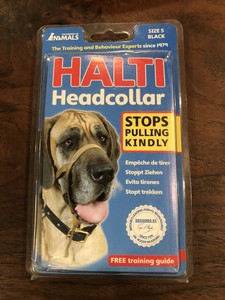 ANIMALS
SIZE 5
BLACK
The Training and Behaviour Experts since 1979
HALTI
Headcollar
STOPS
PULLING
KINDLY
Empêche de tirer
Stoppt Ziehen
Evita tirones
Stopt trekken
FREE training guide